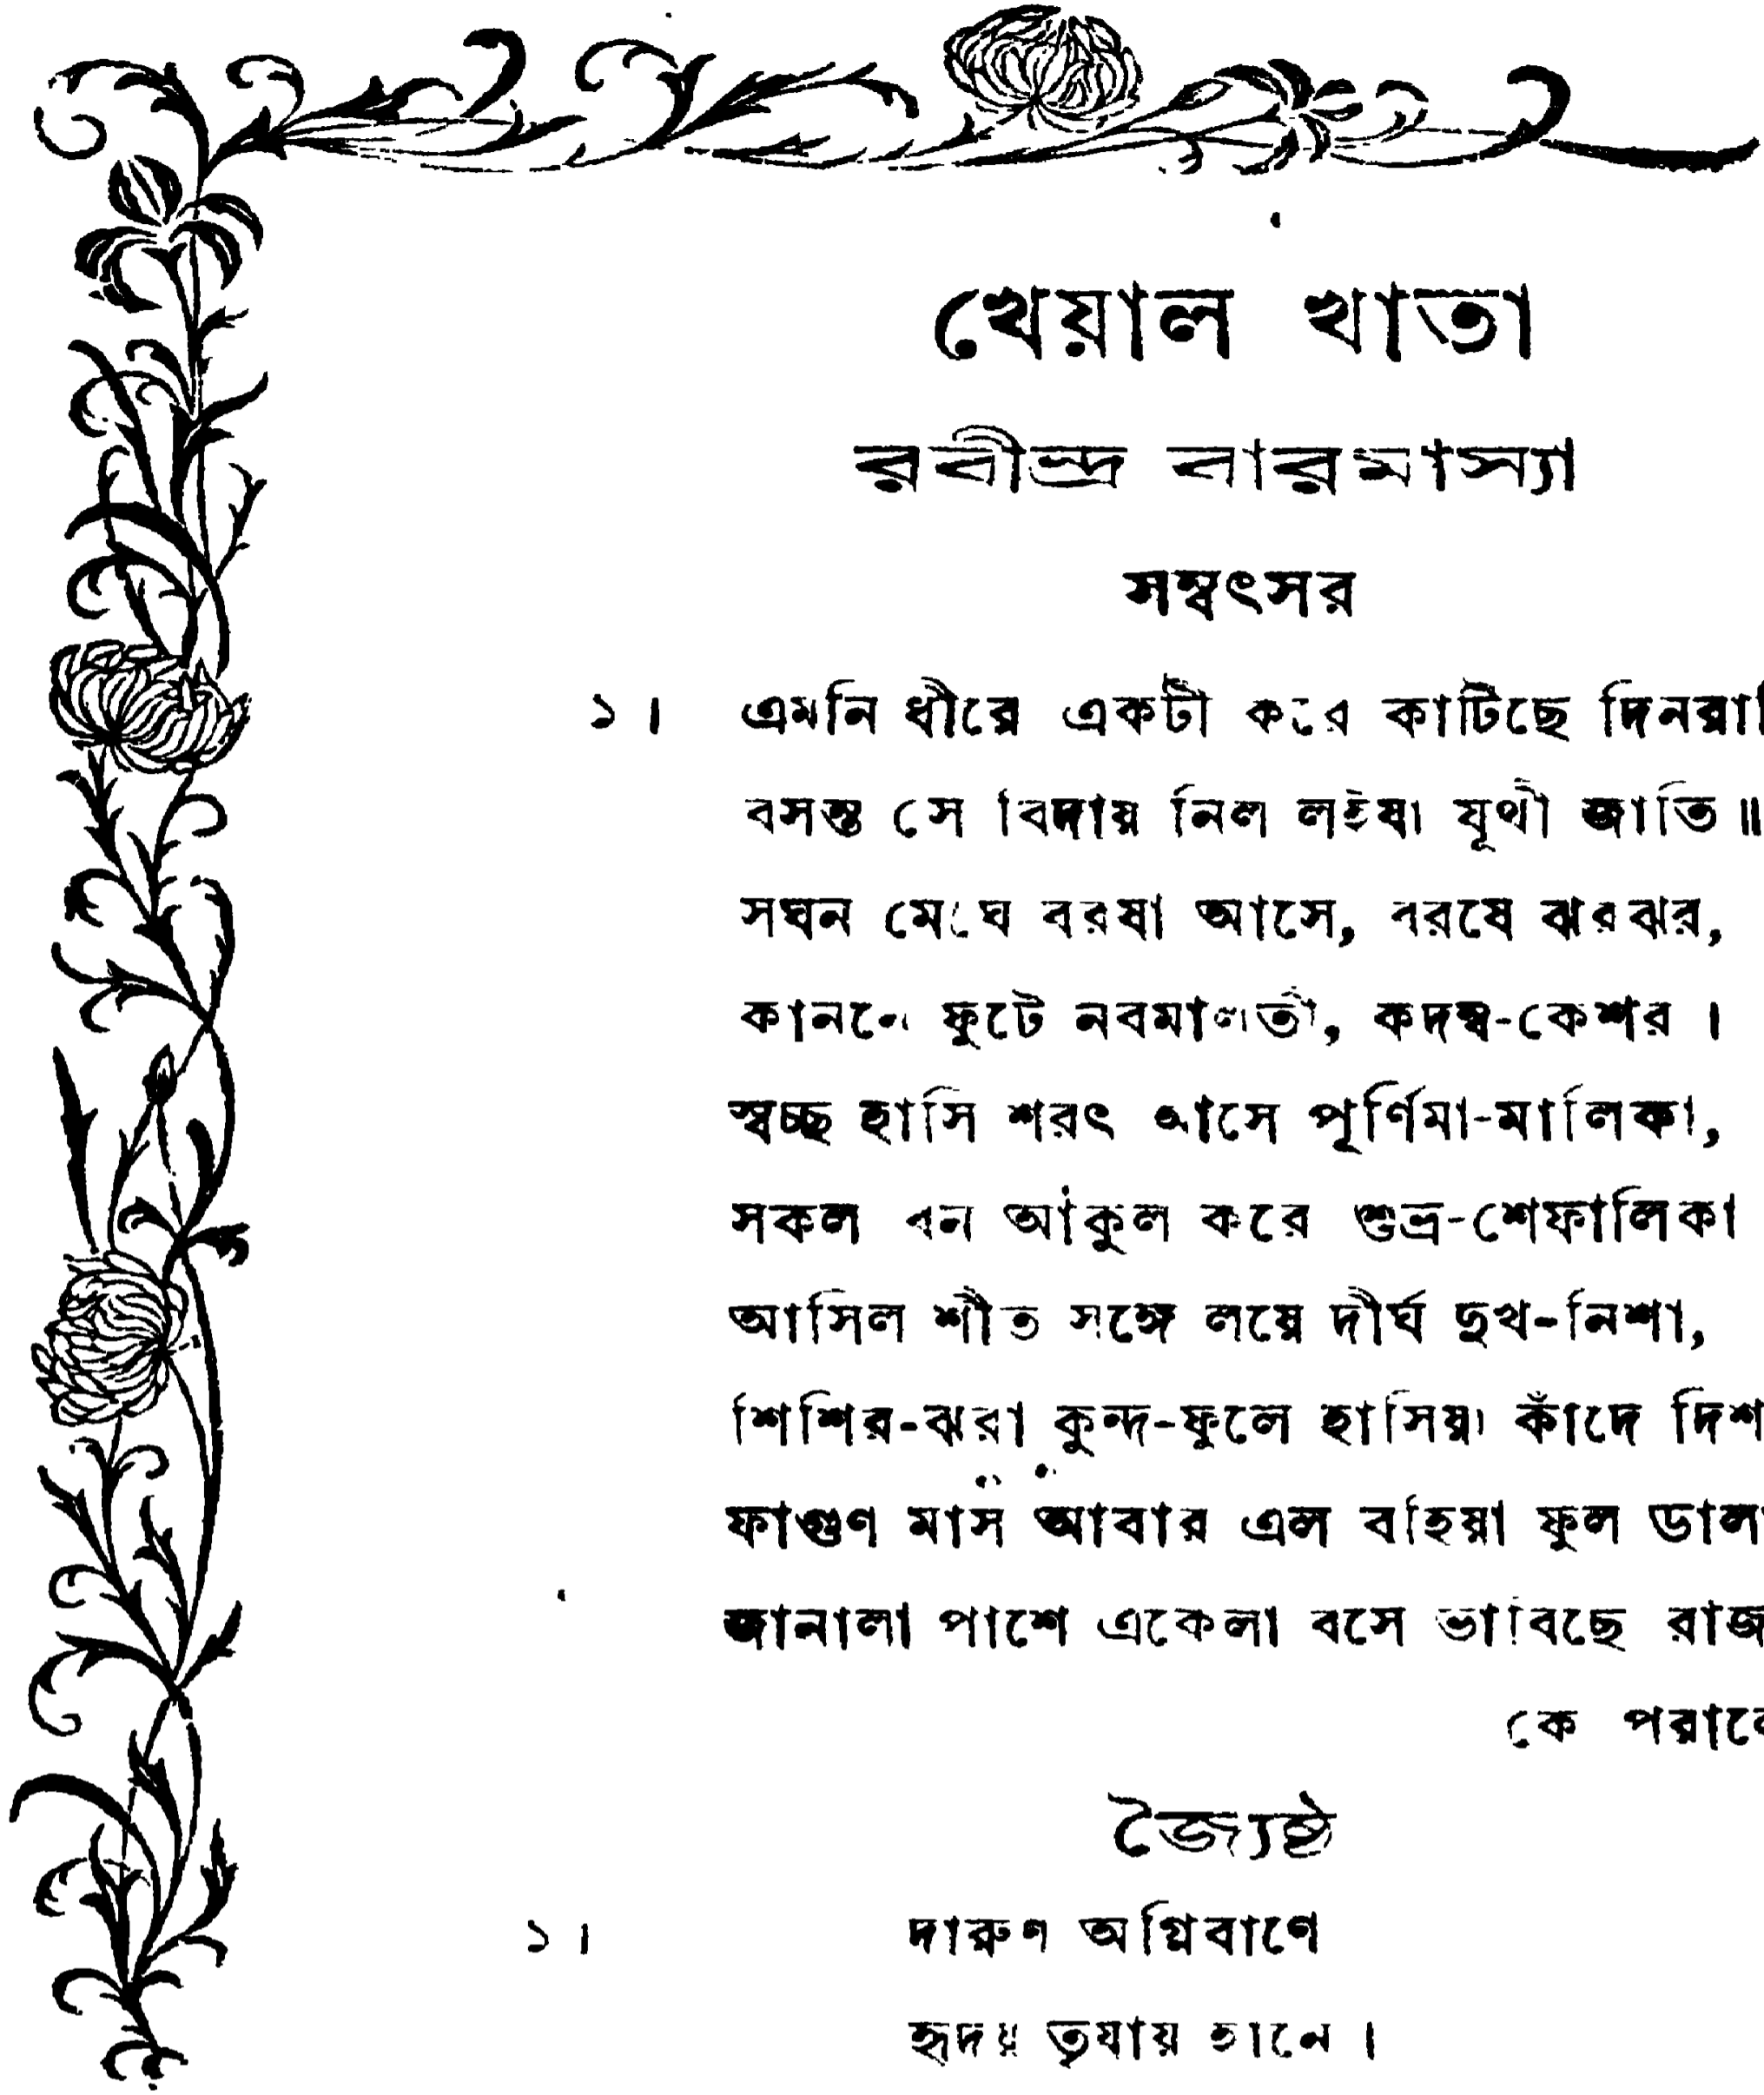 খেয়াল খাতা
রবীন্দ্র বারমাস্যা
সম্বৎসর
১। এমনি ধীরে একটী করে কাটিছে
বসন্ত সে বিদায় নিল লইয়া যূথী জাতি ॥
সঘন মেঘে বরষা আসে, বরষে ঝরঝর,
কাননে ফুটে নবমালতী, কদম্ব-কেশর ।
স্বচ্ছ হাসি শরৎ আসে পূর্ণিমা-মালিকা,
সকল বন আকুল করে শুভ্র-শেফালিকা
আসিল শীত সঙ্গে লয়ে দীর্ঘ দুখ-নিশা,
শিশির-ঝরা কুন্দ-ফুলে হাসিয়া কাঁদে
ফাগুণ মাস আবার এল বহিয়া ফুল
জানালা পাশে একেলা বসে ভাবিছে
কে
জ্যৈষ্ঠ
১। দারুণ অগ্নিবাণে
হৃদয় তৃষায় হানে ।